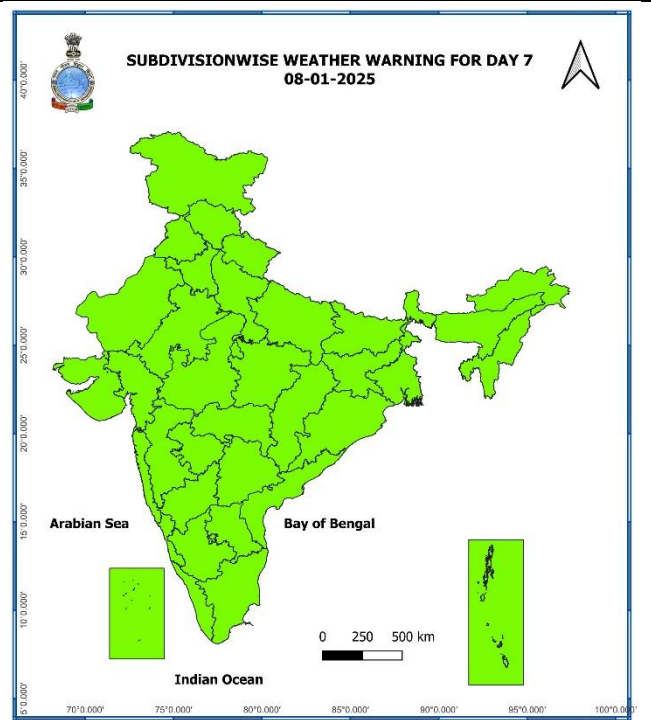 SUBDIVISIONWISE WEATHER WARNING FOR DAY 7
08-01-2025
40°0.000'
35°0.000'
30°0.000'
25°0.000'
20°0.000'
15°0.000'
10°0.000'
5°0.000'
Arabian Sea
Bay of Bengal
0 250 500 km
Indian Ocean
70°0.000' 75°0.000' 80°0.000' 85°0.000' 90°0.000' 95°0.000' 100°0.000'